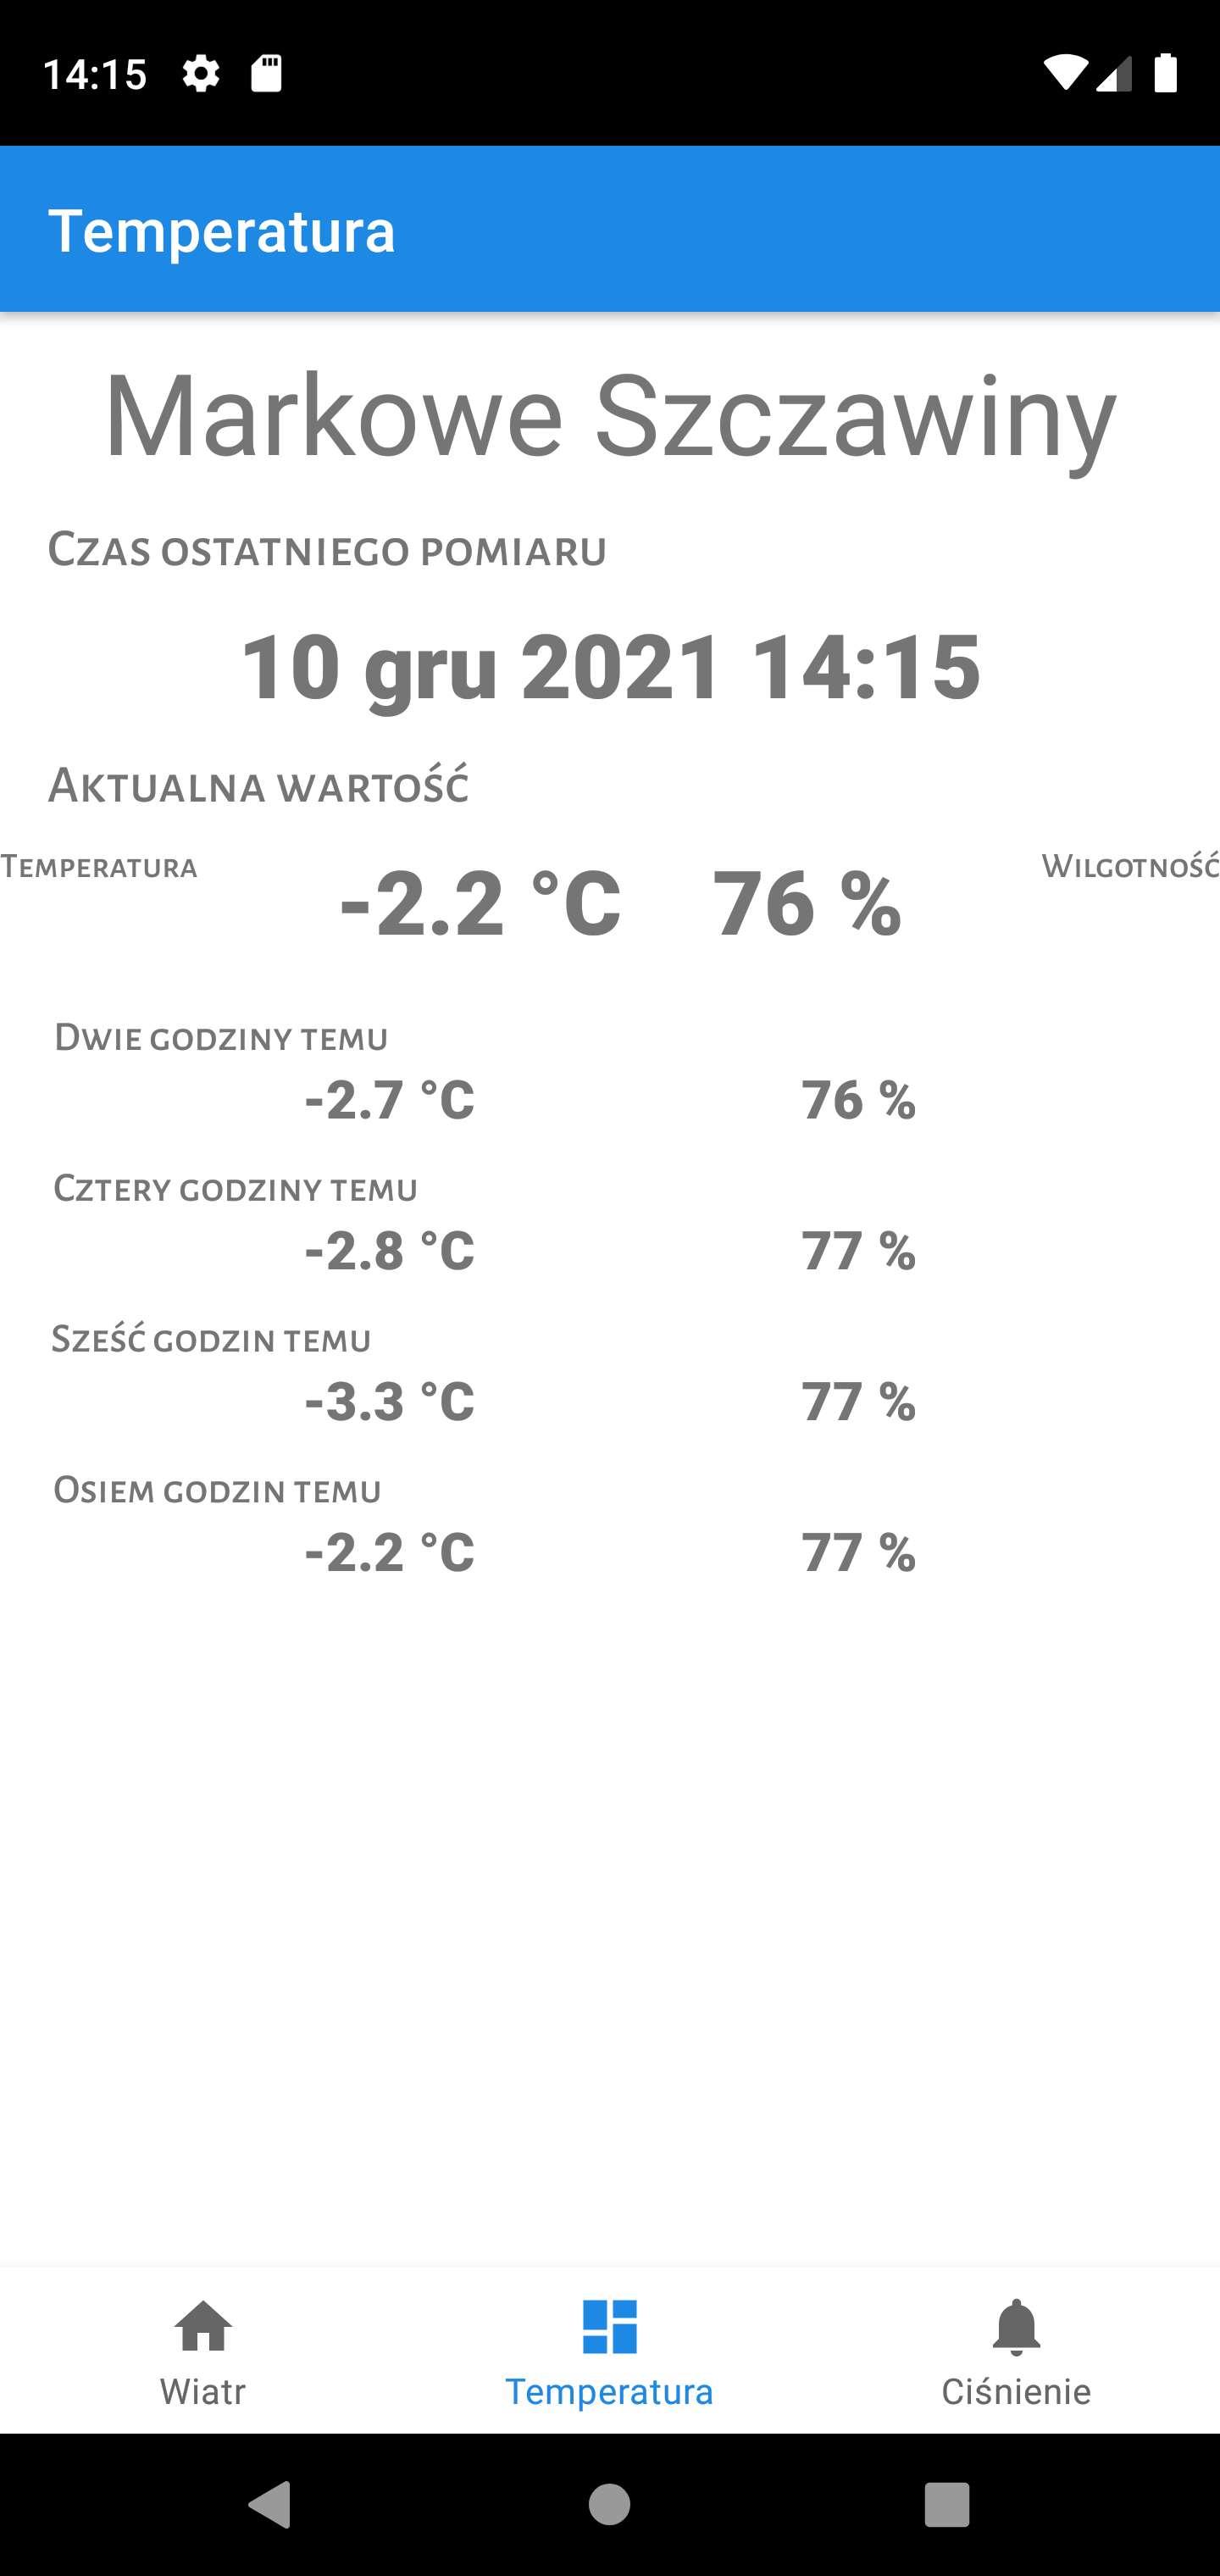 14:15
Temperatura
Markowe Szczawiny
Czas ostatniego pomiaru
10 gru 2021 14:15
Aktualna wartość
Temperatura -2.2 °C 76 % Wilgotność
Dwie godziny temu
-2.7 °C 76 %
Cztery godziny temu
-2.8 °C 77 %
Sześć godzin temu
-3.3 °C 77 %
Osiem godzin temu
-2.2 °C 77 %
Wiatr Temperatura Ciśnienie